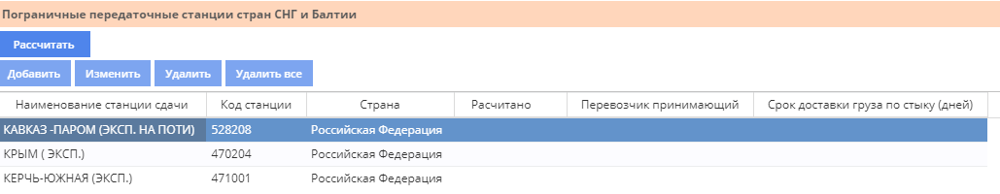 Пограничные передаточные станции стран СНГ и Балтии
Рассчитать
Добавить Изменить Удалить Удалить все
Наименование станции сдачи Код станции Страна Расчитано Перевозчик принимающий Срок доставки груза по стыку (дней)
КАВКАЗ -ПАРОМ (ЭКСП. НА ПОТИ) 528208 Российская Федерация
КРЫМ ( ЭКСП.) 470204 Российская Федерация
КЕРЧЬ-ЮЖНАЯ (ЭКСП.) 471001 Российская Федерация